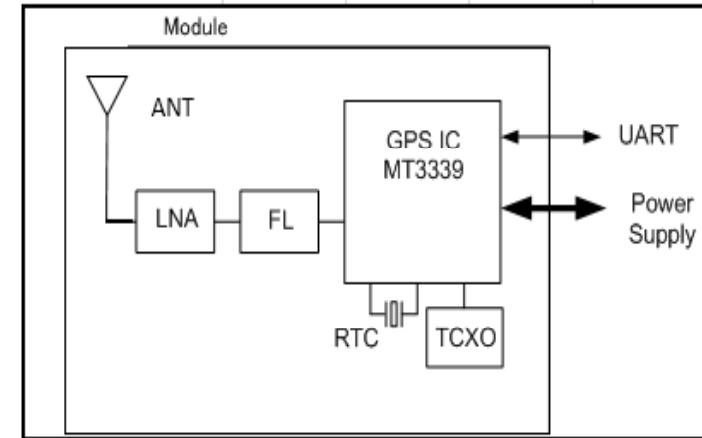 Module
ANT
GPS IC
MT3339
UART
LNA
FL
Power
Supply
RTC
TCXO